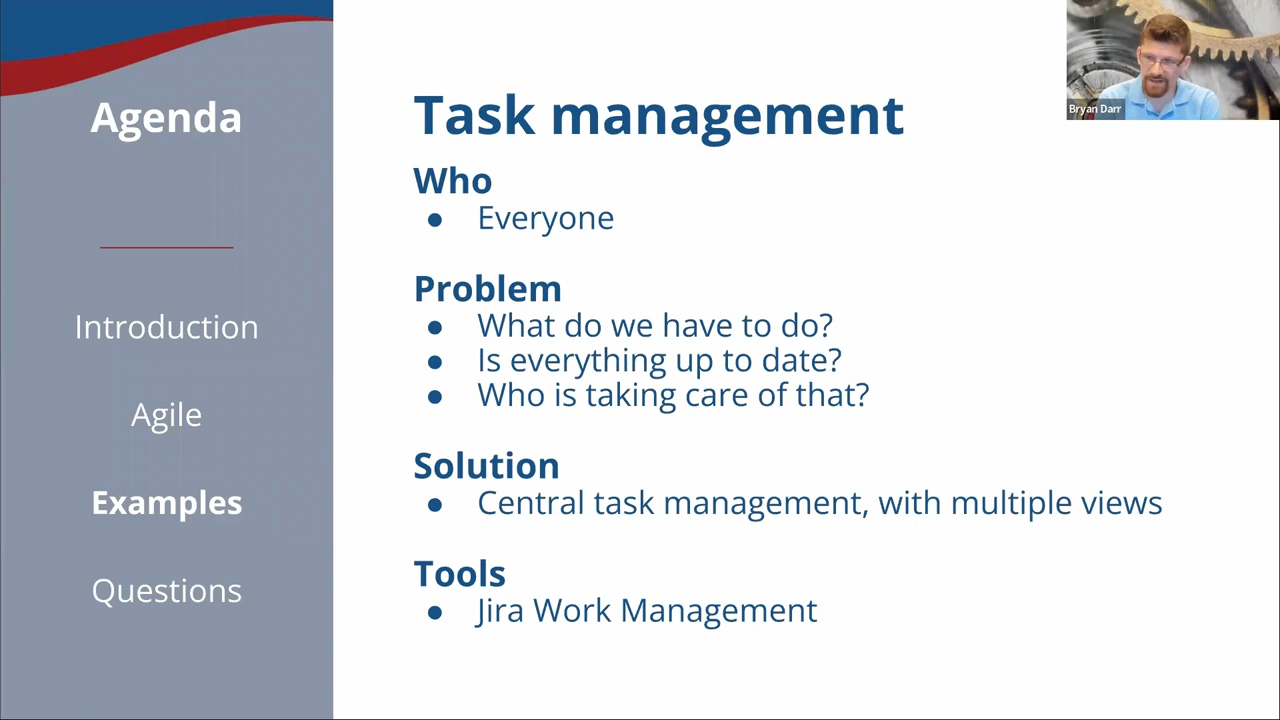 Agenda
Introduction
Agile
Examples
Questions
Task management
Who
● Everyone
Problem
● What do we have to do?
● Is everything up to date?
● Who is taking care of that?
Solution
● Central task management, with multiple views
Tools
● Jira Work Management
Bryan Darr